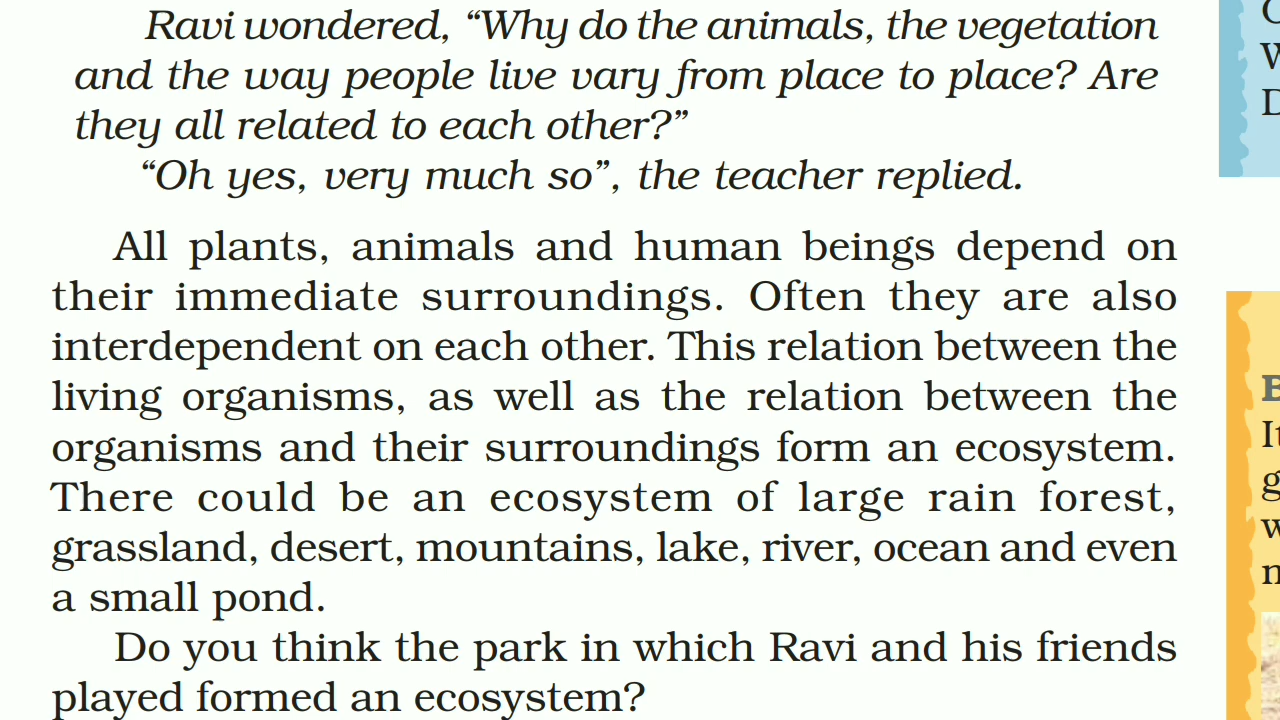 Ravi wondered, “Why do the animals, the vegetation
and the way people live vary from place to place? Are
they all related to each other?”
“Oh yes, very much so”, the teacher replied.
All plants, animals and human beings depend on
their immediate surroundings. Often they are also
interdependent on each other. This relation between the
living organisms, as well as the relation between the
organisms and their surroundings form an ecosystem.
There could be an ecosystem of large rain forest,
grassland, desert, mountains, lake, river, ocean and even
a small pond.
Do you think the park in which Ravi and his friends
played formed an ecosystem?